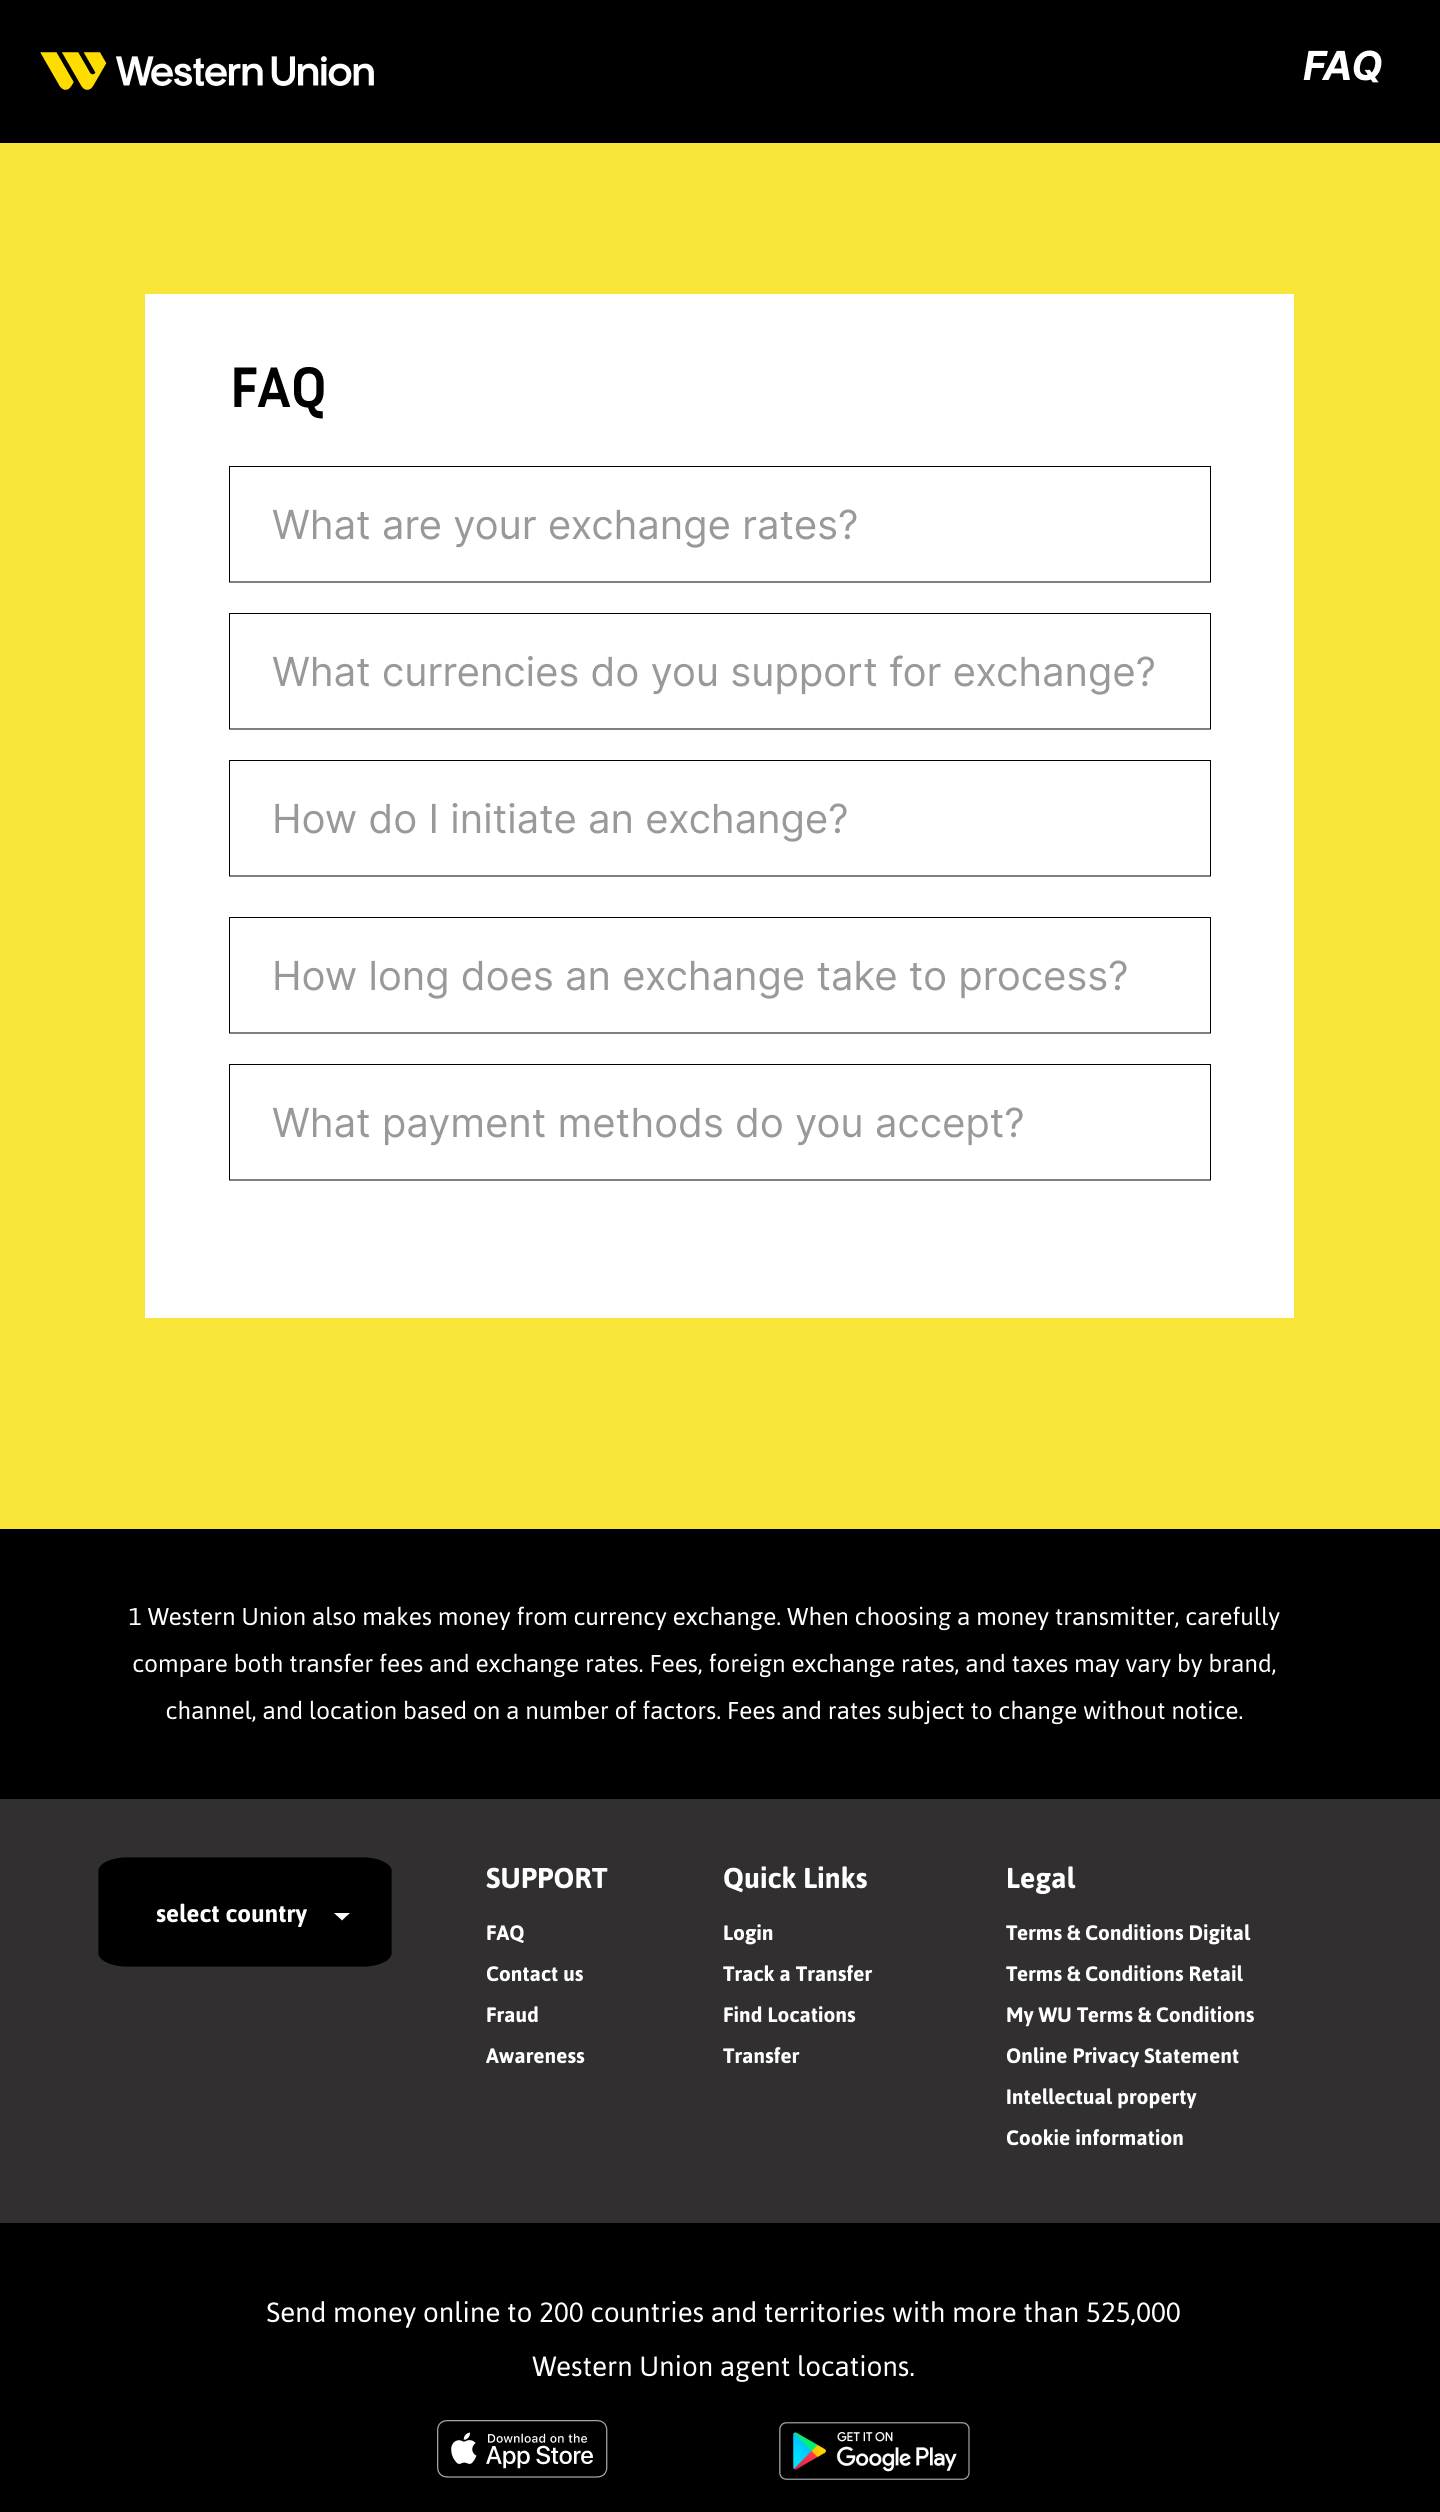 Western Union
FAQ
FAQ
What are your exchange rates?
What currencies do you support for exchange?
How do I initiate an exchange?
How long does an exchange take to process?
What payment methods do you accept?
1 Western Union also makes money from currency exchange. When choosing a money transmitter, carefully
compare both transfer fees and exchange rates. Fees, foreign exchange rates, and taxes may vary by brand,
channel, and location based on a number of factors. Fees and rates subject to change without notice.
select country
SUPPORT
FAQ
Contact us
Fraud
Awareness
Quick Links
Login
Track a Transfer
Find Locations
Transfer
Legal
Terms & Conditions Digital
Terms & Conditions Retail
My WU Terms & Conditions
Online Privacy Statement
Intellectual property
Cookie information
Send money online to 200 countries and territories with more than 525,000
Western Union agent locations.
Download on the
App Store
GET IT ON
Google Play